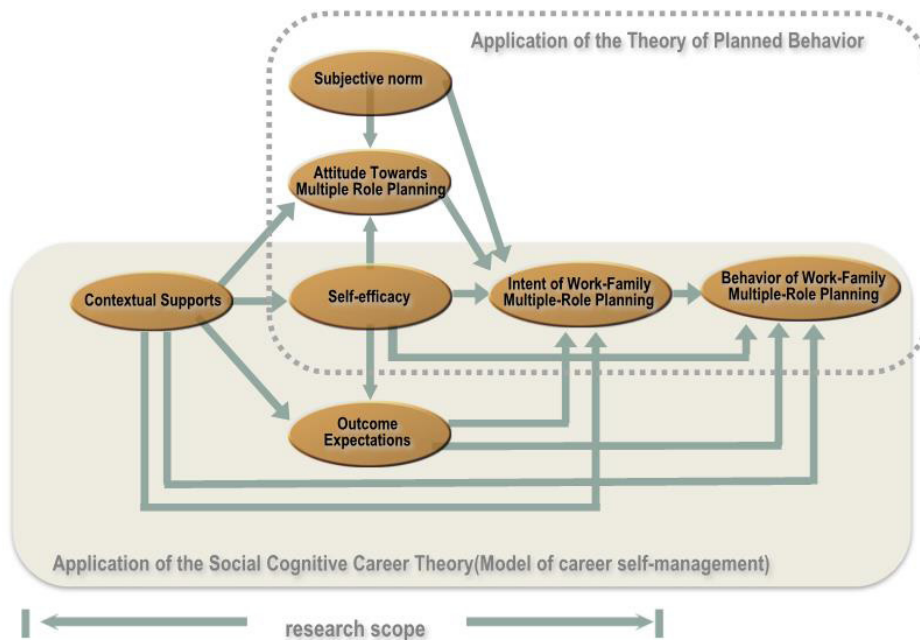 Application of the Theory of Planned Behavior
Subjective norm
Attitude Towards
Multiple Role Planning
Contextual Supports
Self-efficacy
Intent of Work-Family
Multiple-Role Planning
Behavior of Work-Family
Multiple-Role Planning
Outcome
Expectations
Application of the Social Cognitive Career Theory(Model of career self-management)
research scope